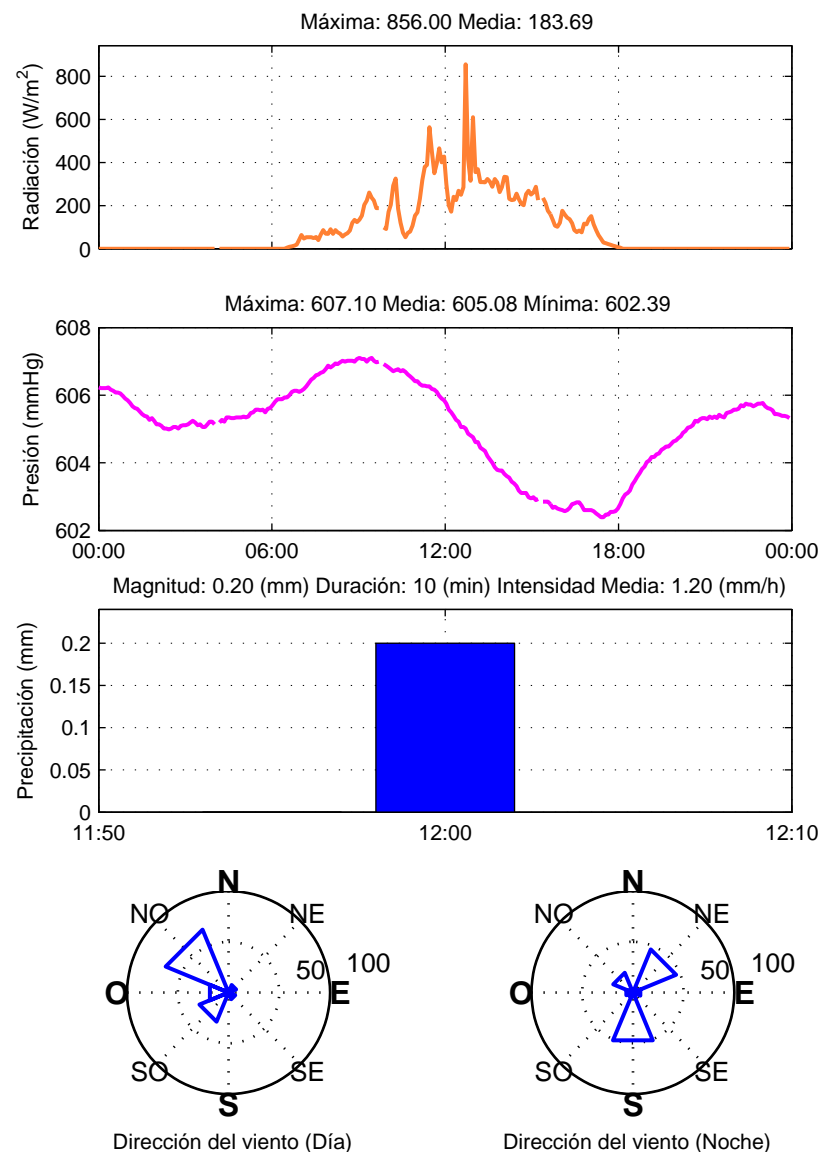 Máxima: 856.00 Media: 183.69
Radiación (W/m²)
800
600
400
200
0
Máxima: 607.10 Media: 605.08 Mínima: 602.39
Presión (mmHg)
608
606
604
602
00:00 06:00 12:00 18:00 00:00
Magnitud: 0.20 (mm) Duración: 10 (min) Intensidad Media: 1.20 (mm/h)
Precipitación (mm)
0.2
0.15
0.1
0.05
0
11:50 12:00 12:10
N
NO NE
50 100
O E
SO SE
S
Dirección del viento (Día)
N
NO NE
50 100
O E
SO SE
S
Dirección del viento (Noche)